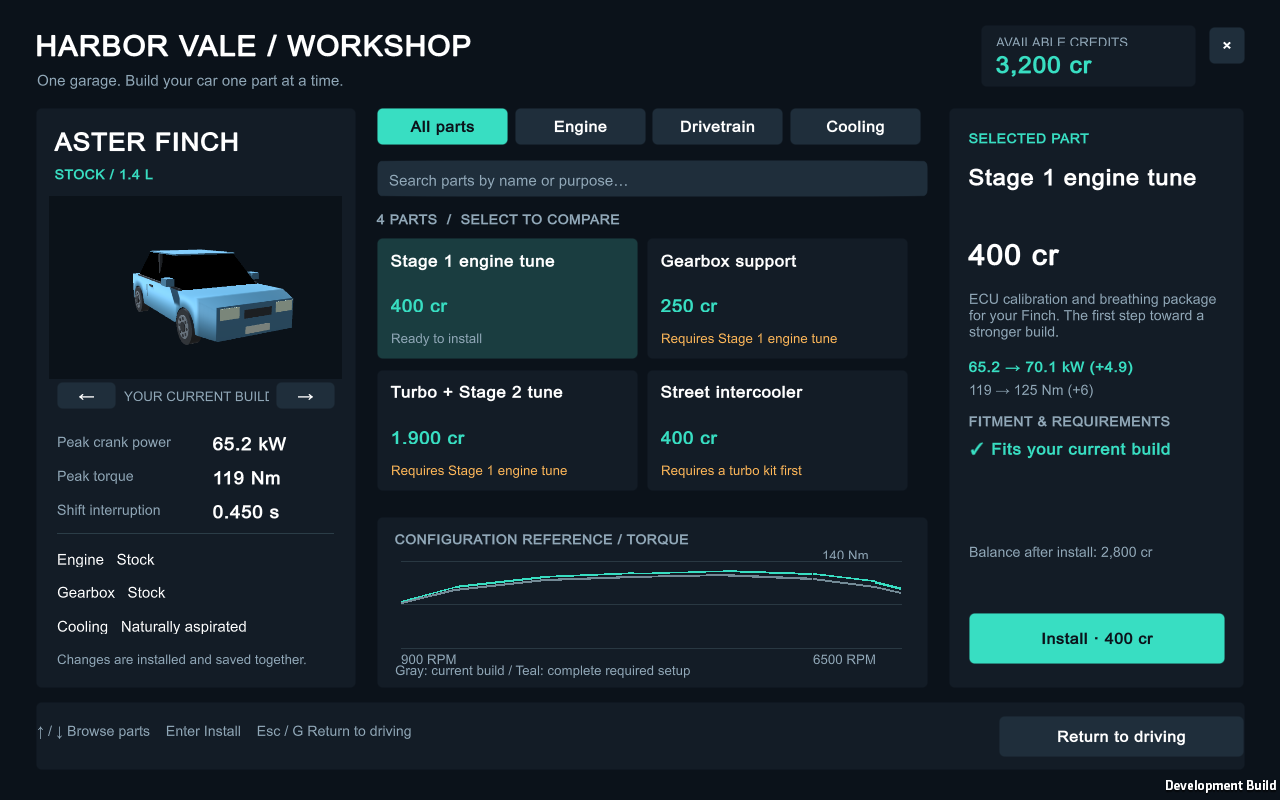 HARBOR VALE / WORKSHOP
One garage. Build your car one part at a time.
AVAILABLE CREDITS
3,200 cr
×
ASTER FINCH
STOCK / 1.4 L
← YOUR CURRENT BUILD →
Peak crank power 65.2 kW
Peak torque 119 Nm
Shift interruption 0.450 s
Engine Stock
Gearbox Stock
Cooling Naturally aspirated
Changes are installed and saved together.
All parts
Engine
Drivetrain
Cooling
Search parts by name or purpose…
4 PARTS / SELECT TO COMPARE
Stage 1 engine tune
400 cr
Ready to install
Gearbox support
250 cr
Requires Stage 1 engine tune
Turbo + Stage 2 tune
1,900 cr
Requires Stage 1 engine tune
Street intercooler
400 cr
Requires a turbo kit first
CONFIGURATION REFERENCE / TORQUE
140 Nm
900 RPM 6500 RPM
Gray: current build / Teal: complete required setup
SELECTED PART
Stage 1 engine tune
400 cr
ECU calibration and breathing package
for your Finch. The first step toward a
stronger build.
65.2 → 70.1 kW (+4.9)
119 → 125 Nm (+6)
FITMENT & REQUIREMENTS
✓ Fits your current build
Balance after install: 2,800 cr
Install · 400 cr
↑ / ↓ Browse parts Enter Install Esc / G Return to driving
Return to driving
Development Build